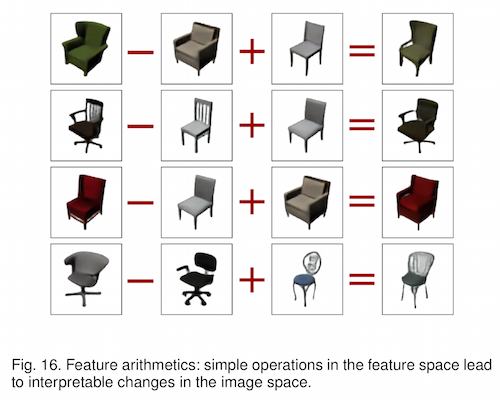 Fig. 16. Feature arithmetics: simple operations in the feature space lead
to interpretable changes in the image space.